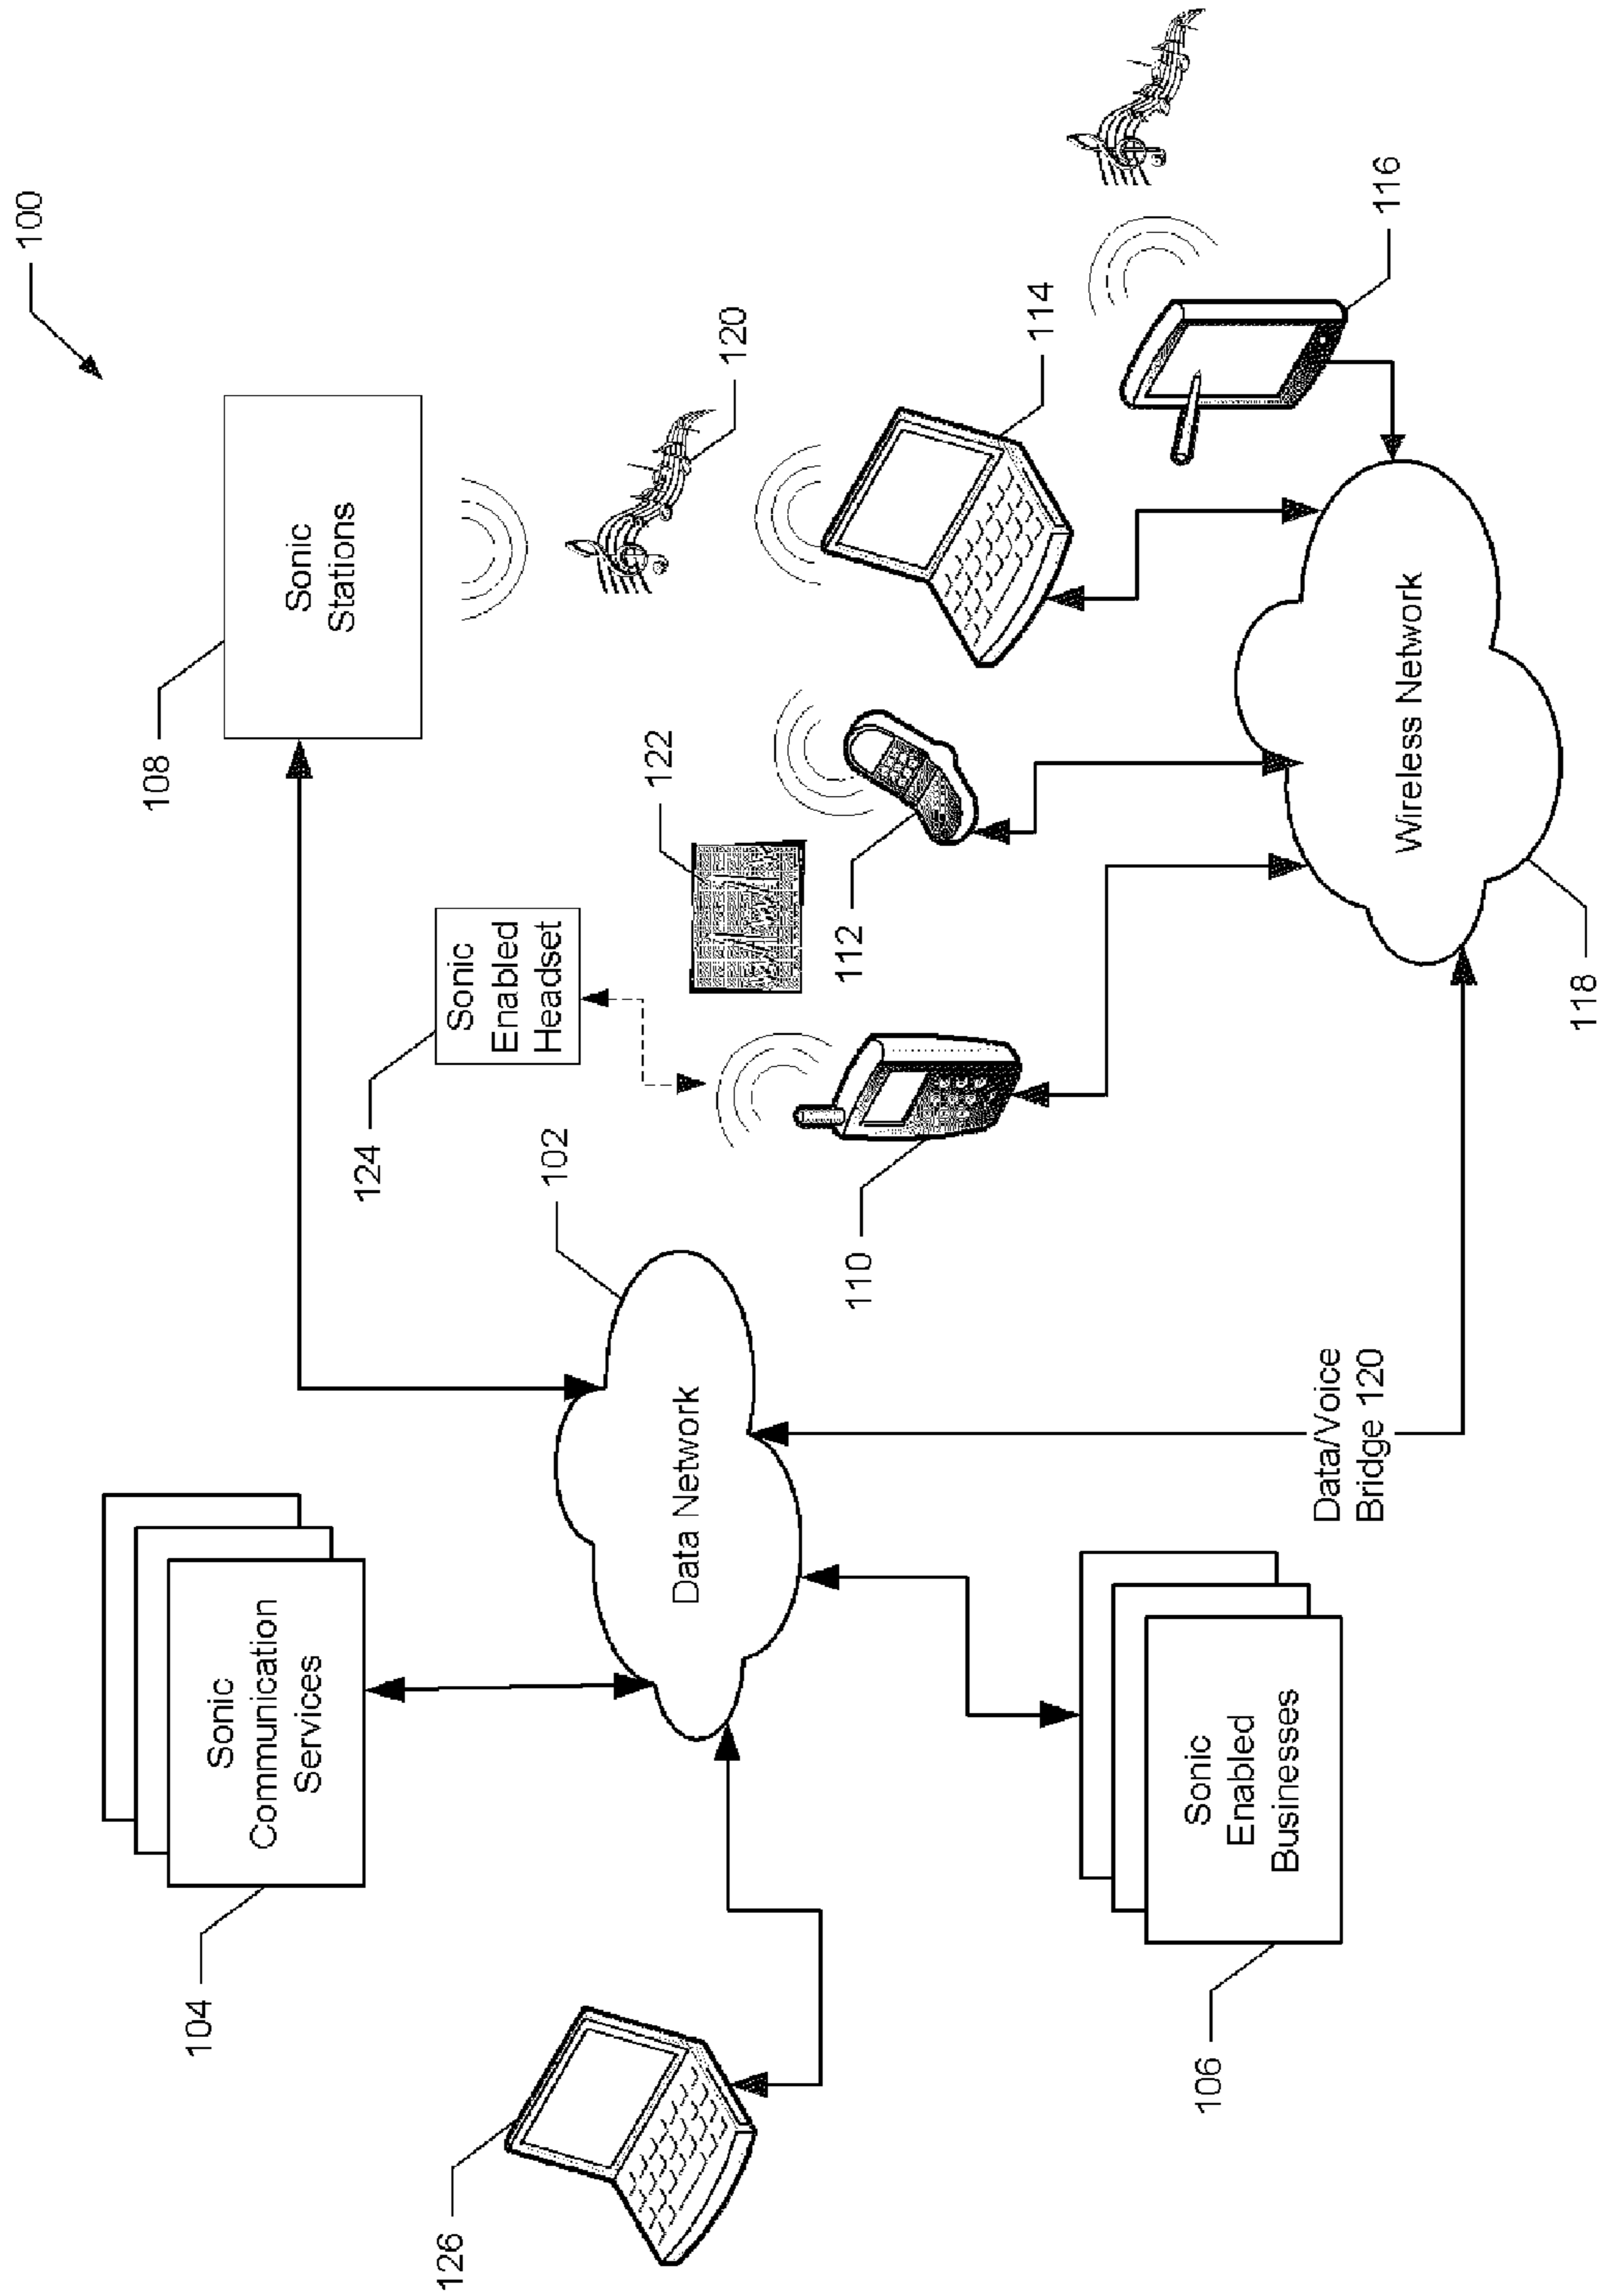 100
108
Sonic
Stations
120
124
Sonic
Enabled
Headset
122
112
114
116
110
102
Data Network
104
Sonic
Communication
Services
126
106
Sonic
Enabled
Businesses
Data/Voice
Bridge 120
Wireless Network
118